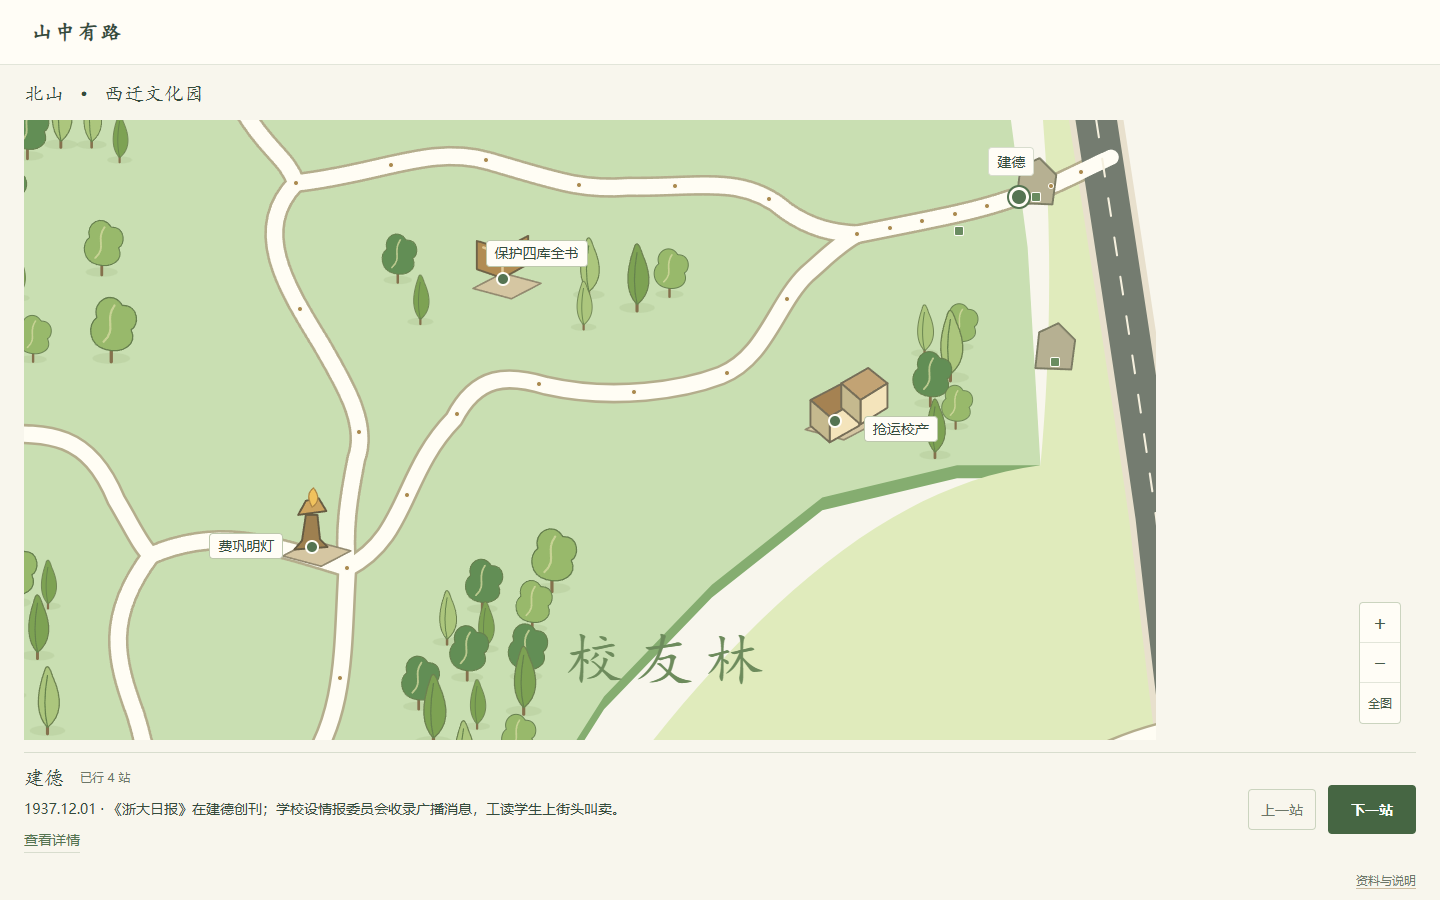 山中有路
北山 • 西迁文化园
建德
保护四库全书
抢运校产
费巩明灯
校友林
+
−
全图
建德 已行 4 站
1937.12.01 · 《浙大日报》在建德创刊；学校设情报委员会收录广播消息，工读学生上街头叫卖。
查看详情
上一站
下一站
资料与说明